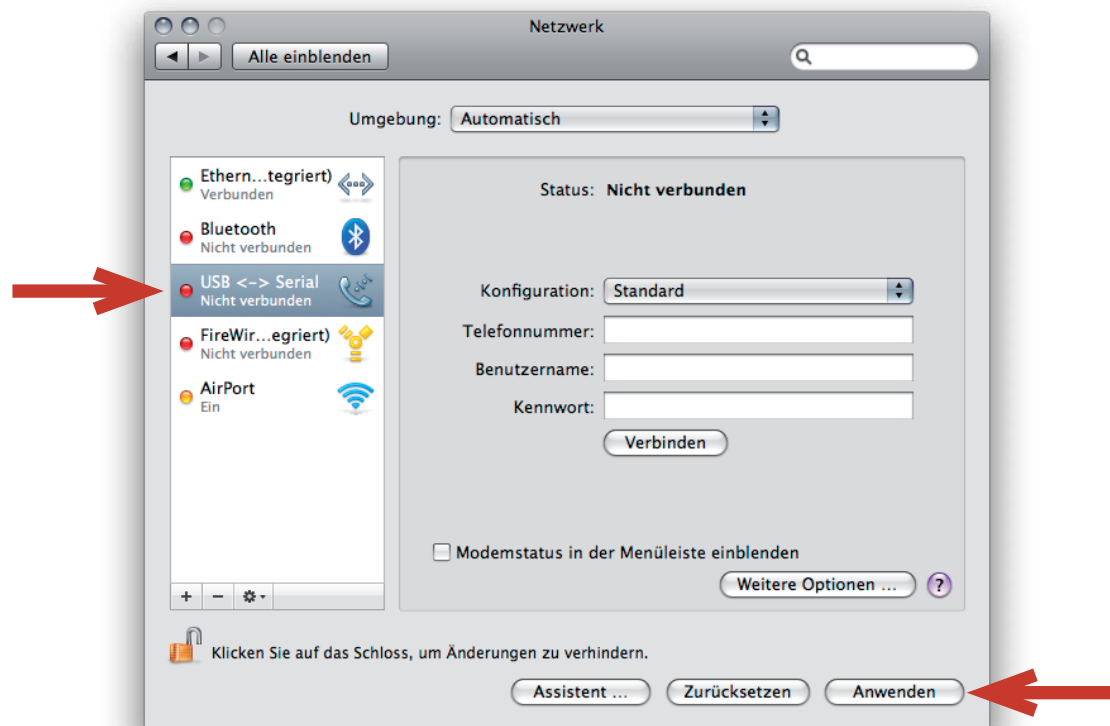 Netzwerk
Alle einblenden
Umgebung: Automatisch
Ethern...tegriert)
Verbunden
Bluetooth
Nicht verbunden
USB <-> Serial
Nicht verbunden
FireWir...egriert)
Nicht verbunden
AirPort
Ein
Status: Nicht verbunden
Konfiguration: Standard
Telefonnummer:
Benutzername:
Kennwort:
Verbinden
Modemstatus in der Menüleiste einblenden
Weitere Optionen ... ?
Klicken Sie auf das Schloss, um Änderungen zu verhindern.
Assistent ... Zurücksetzen Anwenden